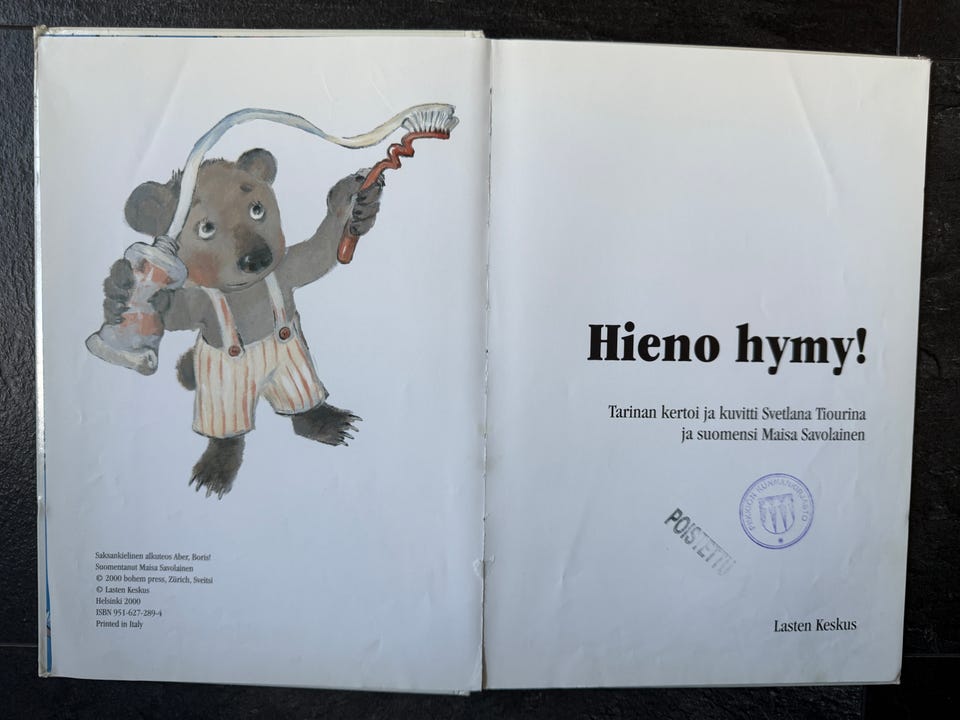 Saksankielinen alkuteos Aber, Boris!
Suomentanut Maisa Savolainen
© 2000 bohem press, Zürich, Sveitsi
© Lasten Keskus
Helsinki 2000
ISBN 951-627-289-4
Printed in Italy
Hieno hymy!
Tarinan kertoi ja kuvitti Svetlana Tiourina
ja suomensi Maisa Savolainen
PIIKKIÖN KUNNANKIRJASTO
POISTETTU
Lasten Keskus